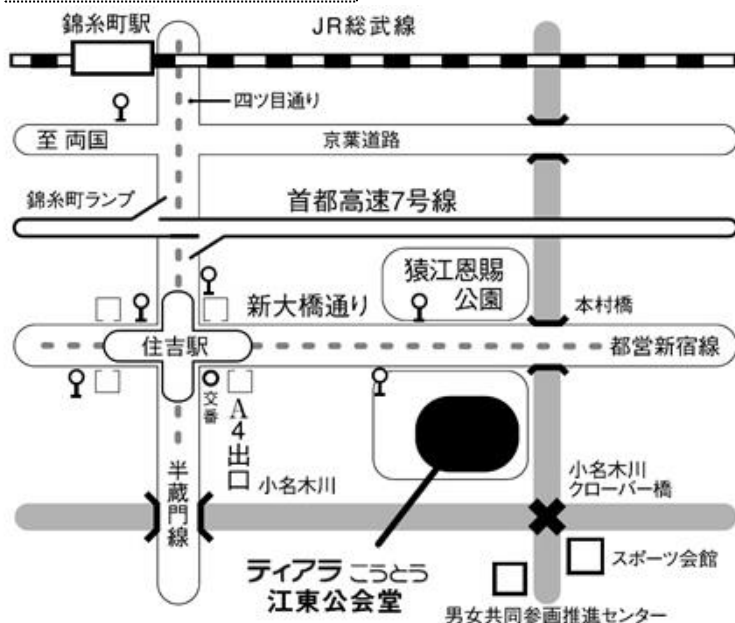 錦糸町駅
JR総武線
四ツ目通り
至 両国
京葉道路
錦糸町ランプ
首都高速7号線
猿江恩賜
公園
新大橋通り
本村橋
住吉駅
都営新宿線
交番
A4出口
半蔵門線
小名木川
小名木川
クローバー橋
ティアラ こうとう
江東公会堂
スポーツ会館
男女共同参画推進センター